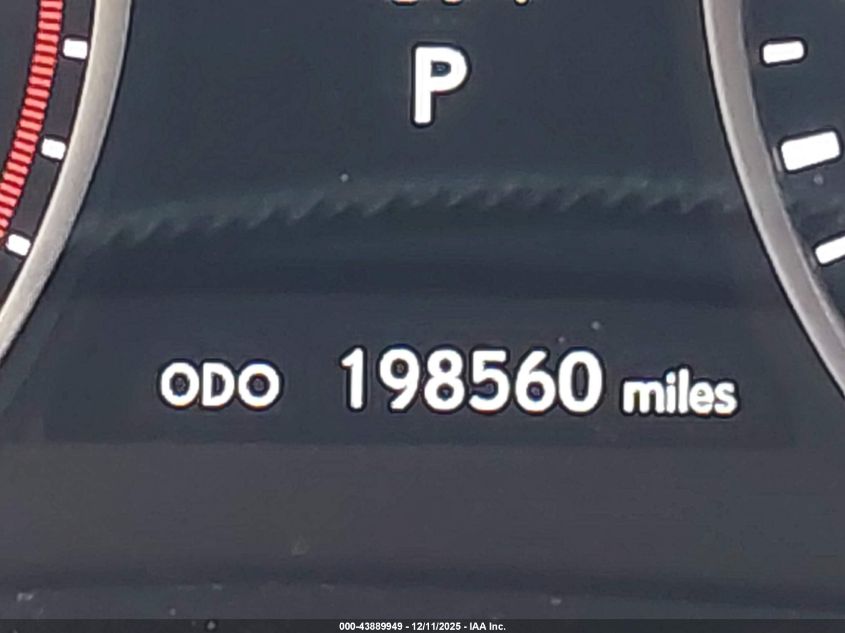 P
ODO 198560 miles
000-43889949 - 12/11/2025 - IAA Inc.